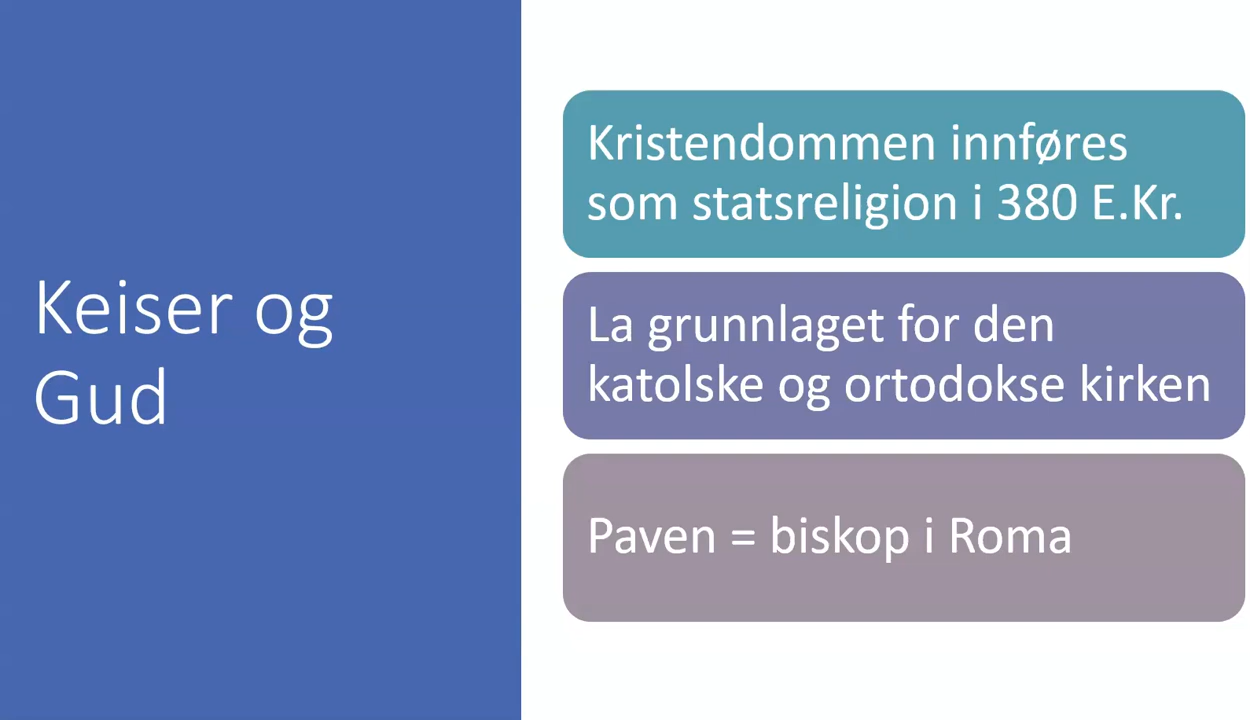 Keiser og
Gud
Kristendommen innføres
som statsreligion i 380 E.Kr.
La grunnlaget for den
katolske og ortodokse kirken
Paven = biskop i Roma